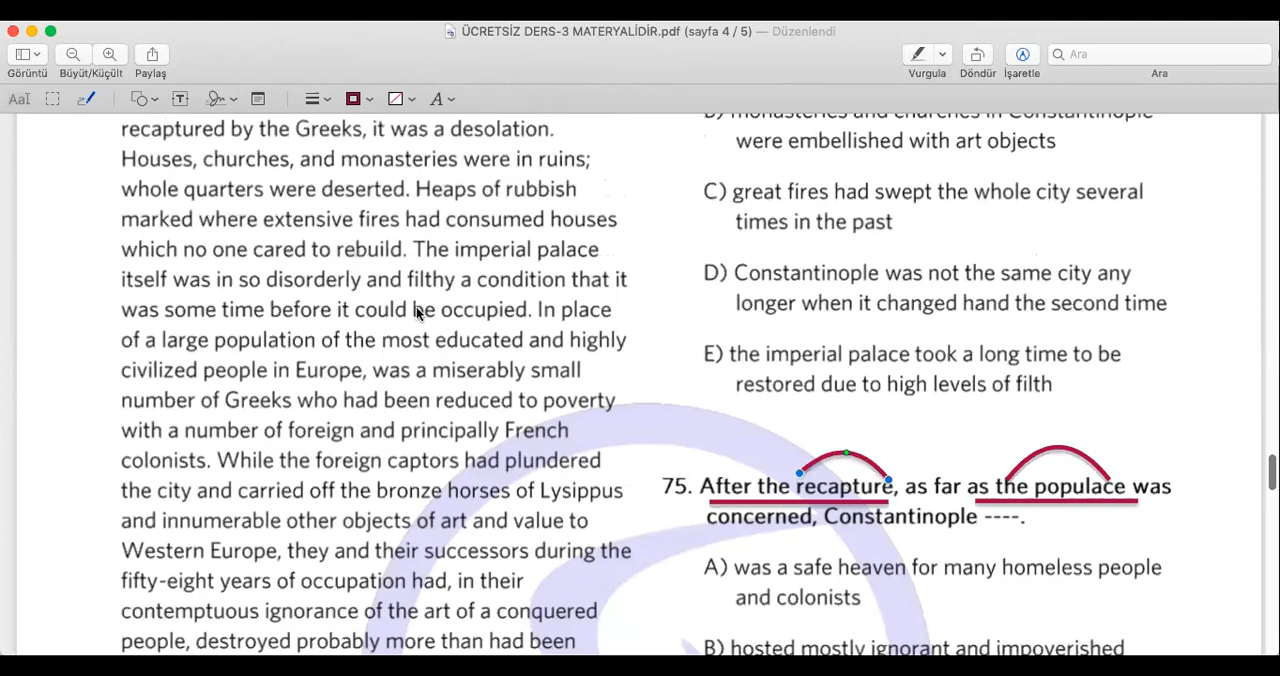 ÜCRETSİZ DERS-3 MATERYALİDİR.pdf (sayfa 4 / 5) — Düzenlendi
Görüntü
Büyüt/Küçült
Paylaş
Vurgula
Döndür
İşaretle
Ara
Ara
recaptured by the Greeks, it was a desolation.
Houses, churches, and monasteries were in ruins;
whole quarters were deserted. Heaps of rubbish
marked where extensive fires had consumed houses
which no one cared to rebuild. The imperial palace
itself was in so disorderly and filthy a condition that it
was some time before it could be occupied. In place
of a large population of the most educated and highly
civilized people in Europe, was a miserably small
number of Greeks who had been reduced to poverty
with a number of foreign and principally French
colonists. While the foreign captors had plundered
the city and carried off the bronze horses of Lysippus
and innumerable other objects of art and value to
Western Europe, they and their successors during the
fifty-eight years of occupation had, in their
contemptuous ignorance of the art of a conquered
people, destroyed probably more than had been
B) monasteries and churches in Constantinople
were embellished with art objects
C) great fires had swept the whole city several
times in the past
D) Constantinople was not the same city any
longer when it changed hand the second time
E) the imperial palace took a long time to be
restored due to high levels of filth
75. After the recapture, as far as the populace was
concerned, Constantinople ----.
A) was a safe heaven for many homeless people
and colonists
B) hosted mostly ignorant and impoverished